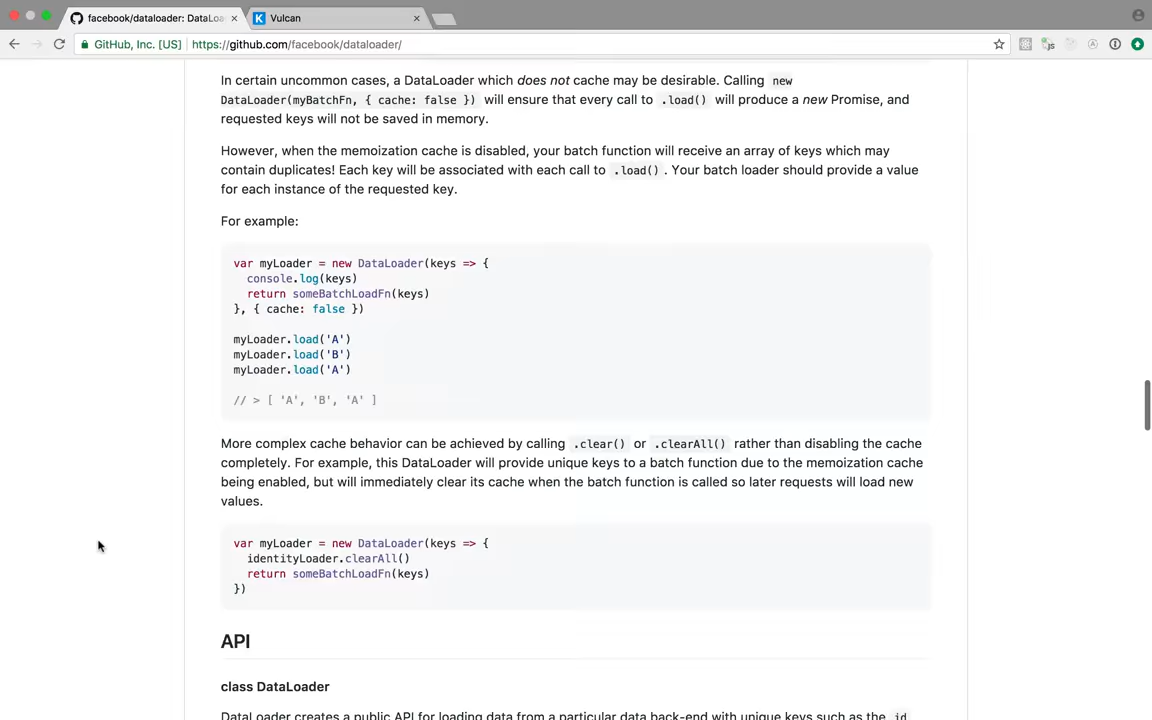 facebook/dataloader: DataLoa
Vulcan
GitHub, Inc. [US] https://github.com/facebook/dataloader/
In certain uncommon cases, a DataLoader which does not cache may be desirable. Calling new
DataLoader(myBatchFn, { cache: false }) will ensure that every call to .load() will produce a new Promise, and
requested keys will not be saved in memory.
However, when the memoization cache is disabled, your batch function will receive an array of keys which may
contain duplicates! Each key will be associated with each call to .load(). Your batch loader should provide a value
for each instance of the requested key.
For example:
var myLoader = new DataLoader(keys => {
console.log(keys)
return someBatchLoadFn(keys)
}, { cache: false })
myLoader.load('A')
myLoader.load('B')
myLoader.load('A')
// > [ 'A', 'B', 'A' ]
More complex cache behavior can be achieved by calling .clear() or .clearAll() rather than disabling the cache
completely. For example, this DataLoader will provide unique keys to a batch function due to the memoization cache
being enabled, but will immediately clear its cache when the batch function is called so later requests will load new
values.
var myLoader = new DataLoader(keys => {
identityLoader.clearAll()
return someBatchLoadFn(keys)
})
API
class DataLoader
DataLoader creates a public API for loading data from a particular data back-end with unique keys such as the id